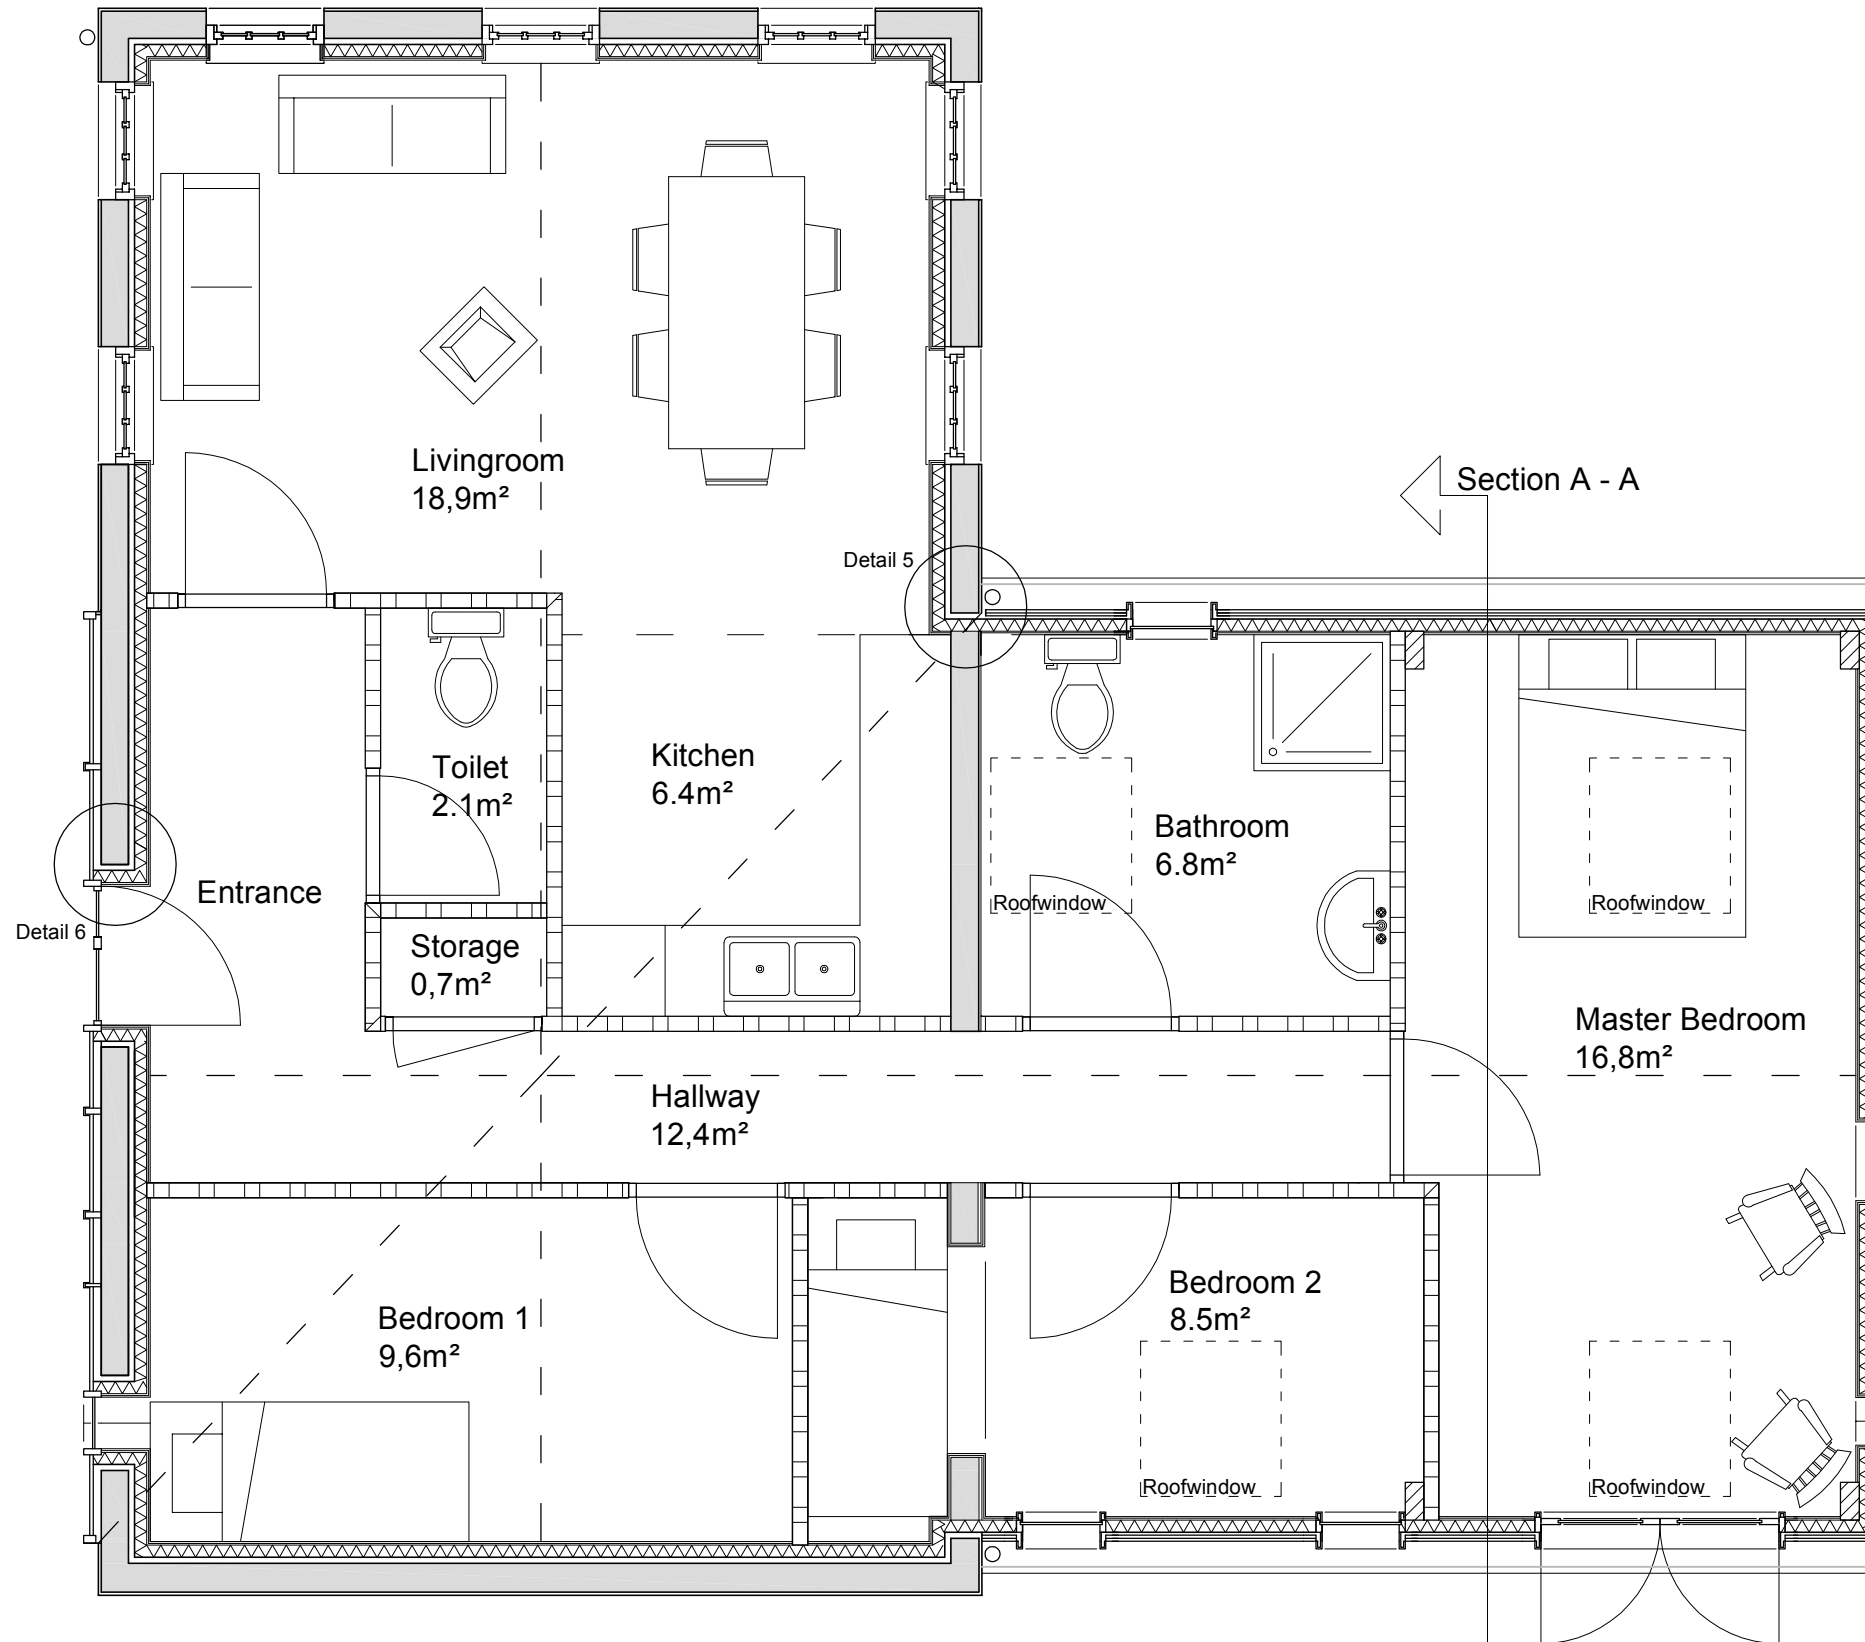 Livingroom
18,9m²
Section A - A
Detail 5
Toilet
2.1m²
Kitchen
6.4m²
Bathroom
6.8m²
Entrance
Roofwindow
Roofwindow
Detail 6
Storage
0,7m²
Master Bedroom
16,8m²
Hallway
12,4m²
Bedroom 1
9,6m²
Bedroom 2
8.5m²
Roofwindow
Roofwindow